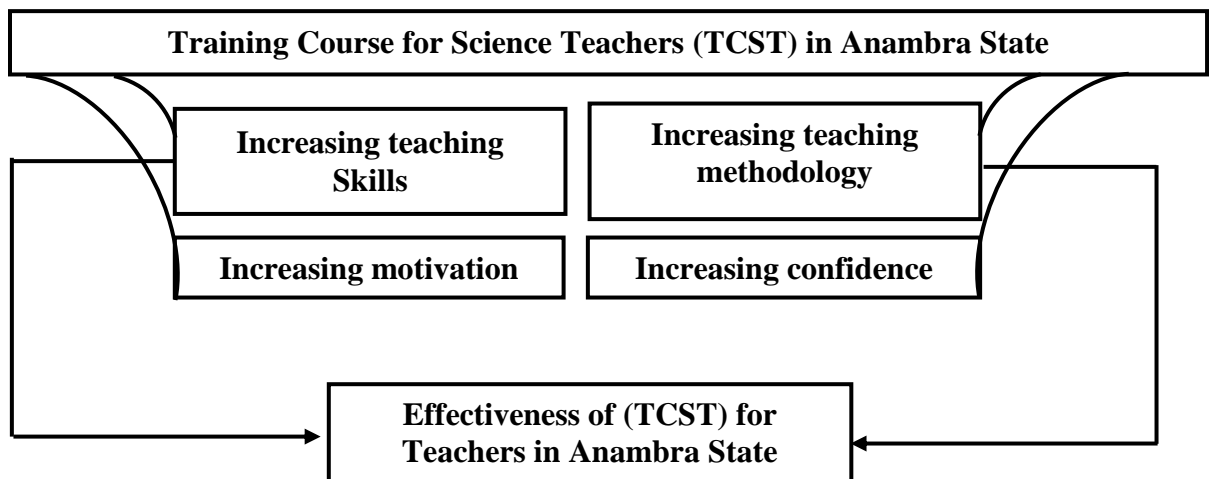 Training Course for Science Teachers (TCST) in Anambra State
Increasing teaching
Skills
Increasing teaching
methodology
Increasing motivation
Increasing confidence
Effectiveness of (TCST) for
Teachers in Anambra State